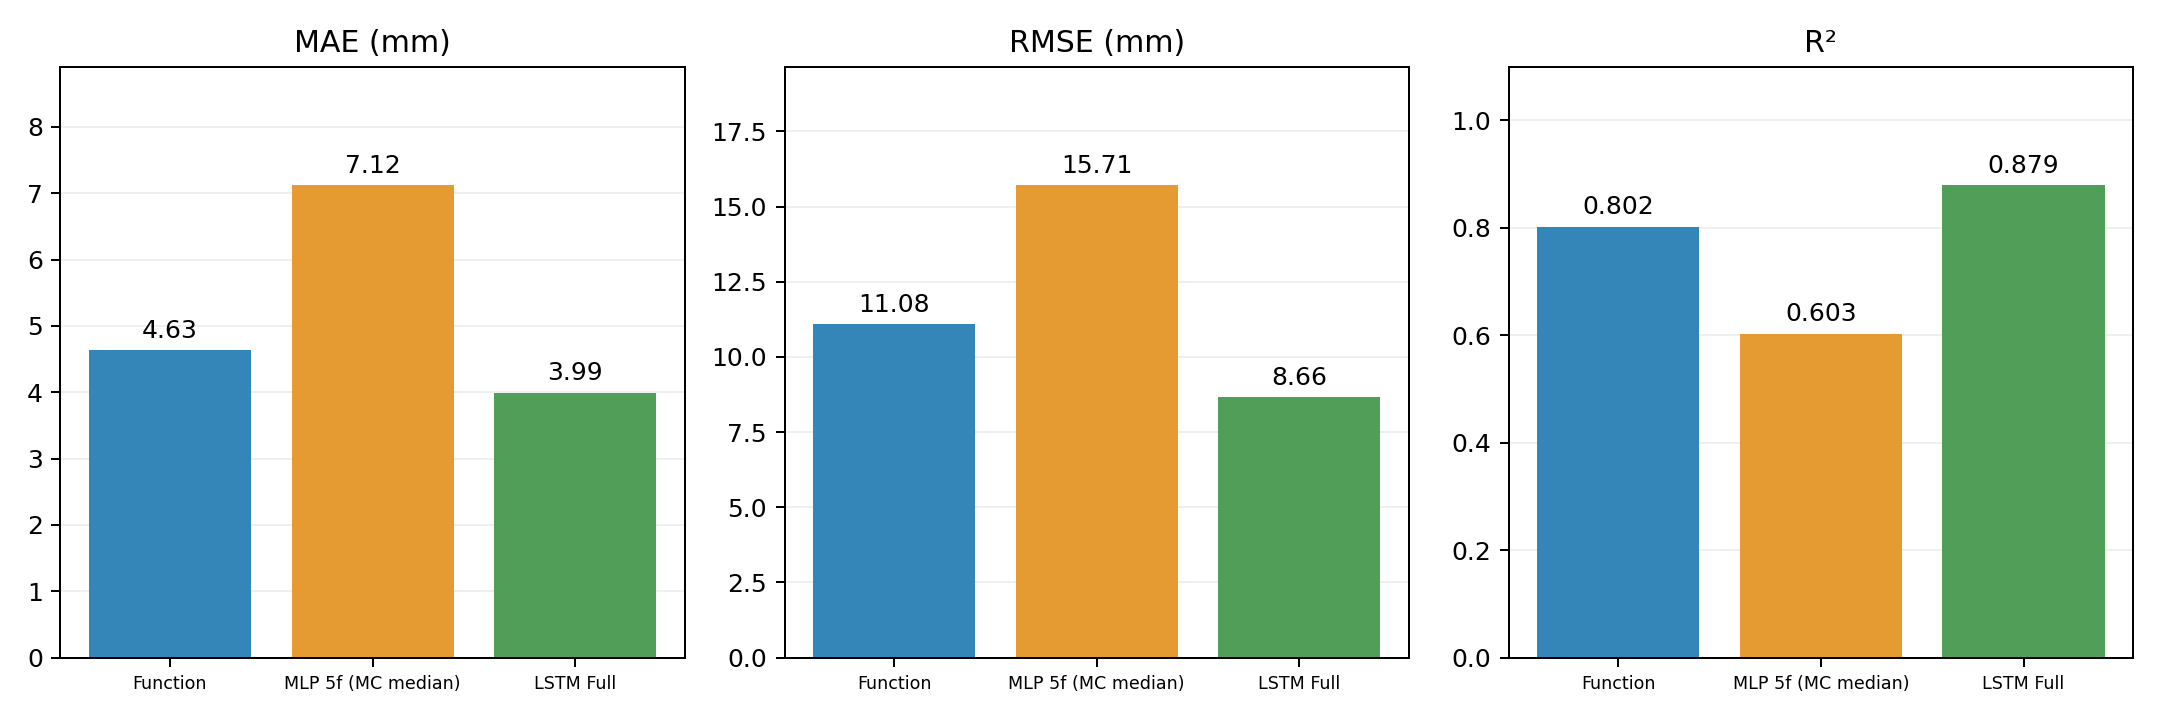 MAE (mm)
8
7
6
5
4
3
2
1
0
4.63
7.12
3.99
Function
MLP 5f (MC median)
LSTM Full
RMSE (mm)
17.5
15.0
12.5
10.0
7.5
5.0
2.5
0.0
11.08
15.71
8.66
Function
MLP 5f (MC median)
LSTM Full
R²
1.0
0.8
0.6
0.4
0.2
0.0
0.802
0.603
0.879
Function
MLP 5f (MC median)
LSTM Full